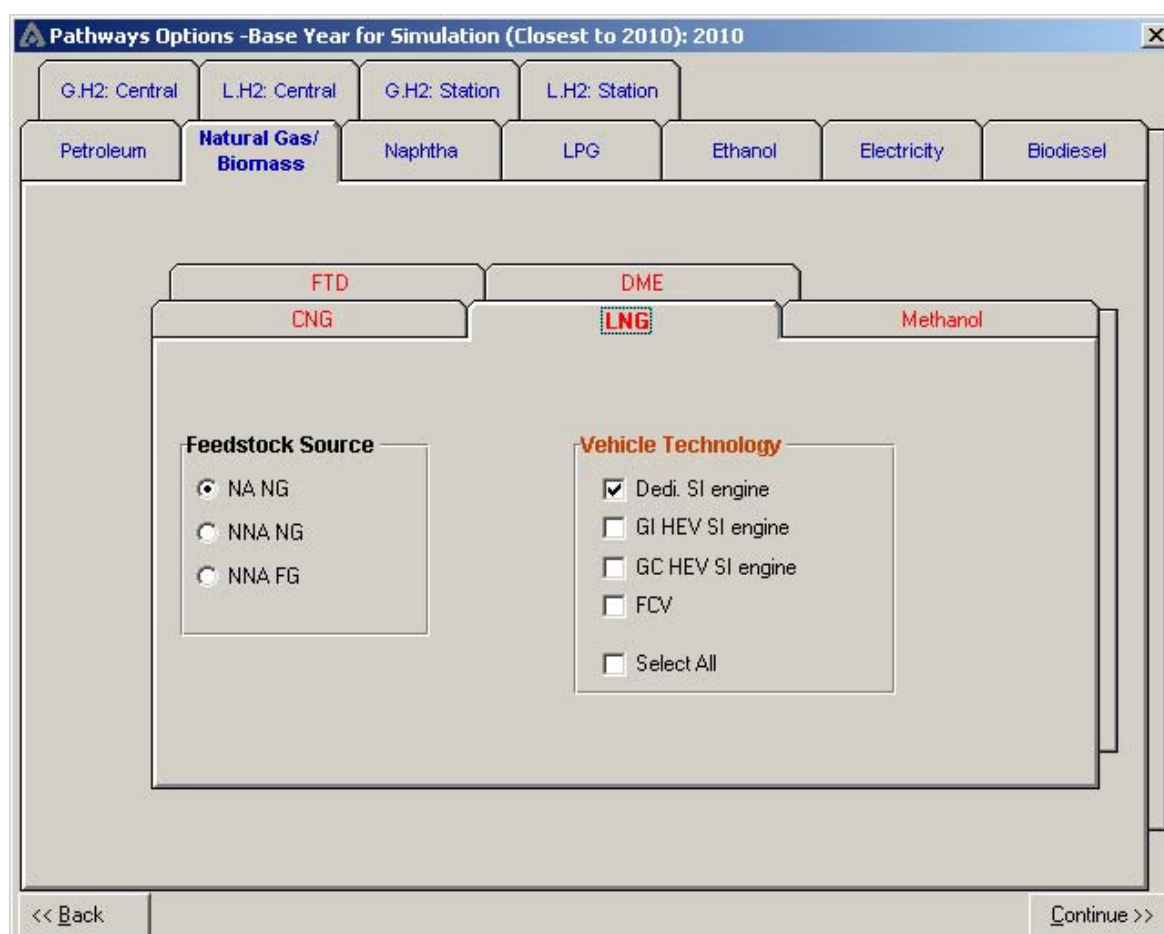 Pathways Options -Base Year for Simulation (Closest to 2010): 2010
G.H2: Central L.H2: Central G.H2: Station L.H2: Station
Petroleum Natural Gas/ Biomass Naphtha LPG Ethanol Electricity Biodiesel
FTD DME
CNG LNG Methanol
Feedstock Source
NA NG
NNA NG
NNA FG
Vehicle Technology
Dedi. SI engine
GI HEV SI engine
GC HEV SI engine
FCV
Select All
<< Back Continue >>